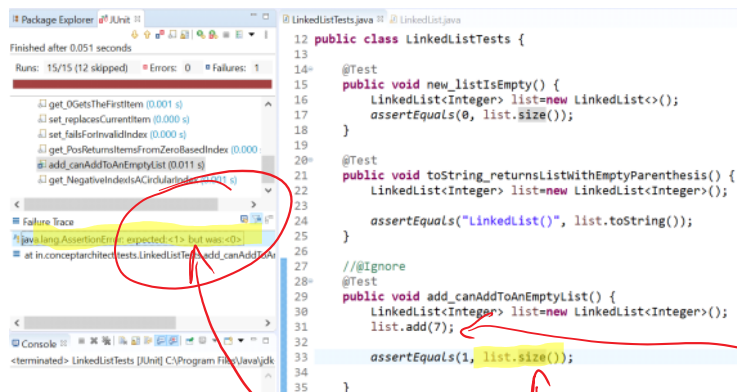 Package Explorer JUnit
Finished after 0.051 seconds
Runs: 15/15 (12 skipped) Errors: 0 Failures: 1
get_0GetsTheFirstItem (0.001 s)
set_replacesCurrentItem (0.000 s)
set_failsForInvalidIndex (0.000 s)
get_PosReturnsItemsFromZeroBasedIndex (0.000
add_canAddToAnEmptyList (0.011 s)
get_NegativeIndexIsACirdularIndex (0.001 s)
Failure Trace
java.lang.AssertionError: expected:<1> but was:<0>
at in.conceptarchitect.tests.LinkedListTests.add_canAddToAr
Console
<terminated> LinkedListTests [JUnit] C:\Program Files\Java\jdk
LinkedListTests.java LinkedList.java
12 public class LinkedListTests {
13
14 @Test
15 public void new_listIsEmpty() {
16 LinkedList<Integer> list=new LinkedList<>();
17 assertEquals(0, list.size());
18 }
19
20 @Test
21 public void toString_returnsListWithEmptyParenthesis() {
22 LinkedList<Integer> list=new LinkedList<Integer>();
23
24 assertEquals("LinkedList()", list.toString());
25 }
26
27 //@Ignore
28 @Test
29 public void add_canAddToAnEmptyList() {
30 LinkedList<Integer> list=new LinkedList<Integer>();
31 list.add(7);
32
33 assertEquals(1, list.size());
34
35 }